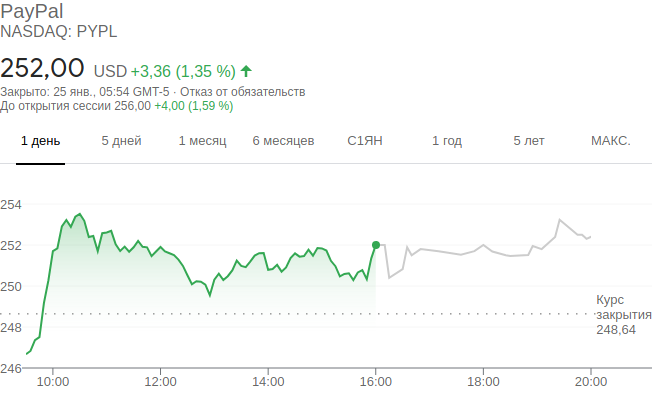 PayPal
NASDAQ: PYPL
252,00 USD +3,36 (1,35 %)
Закрыто: 25 янв., 05:54 GMT-5 · Отказ от обязательств
До открытия сессии 256,00 +4,00 (1,59 %)
1 день 5 дней 1 месяц 6 месяцев С1ЯН 1 год 5 лет МАКС.
254
252
250
Курс
закрытия
248,64
248
246
10:00 12:00 14:00 16:00 18:00 20:00